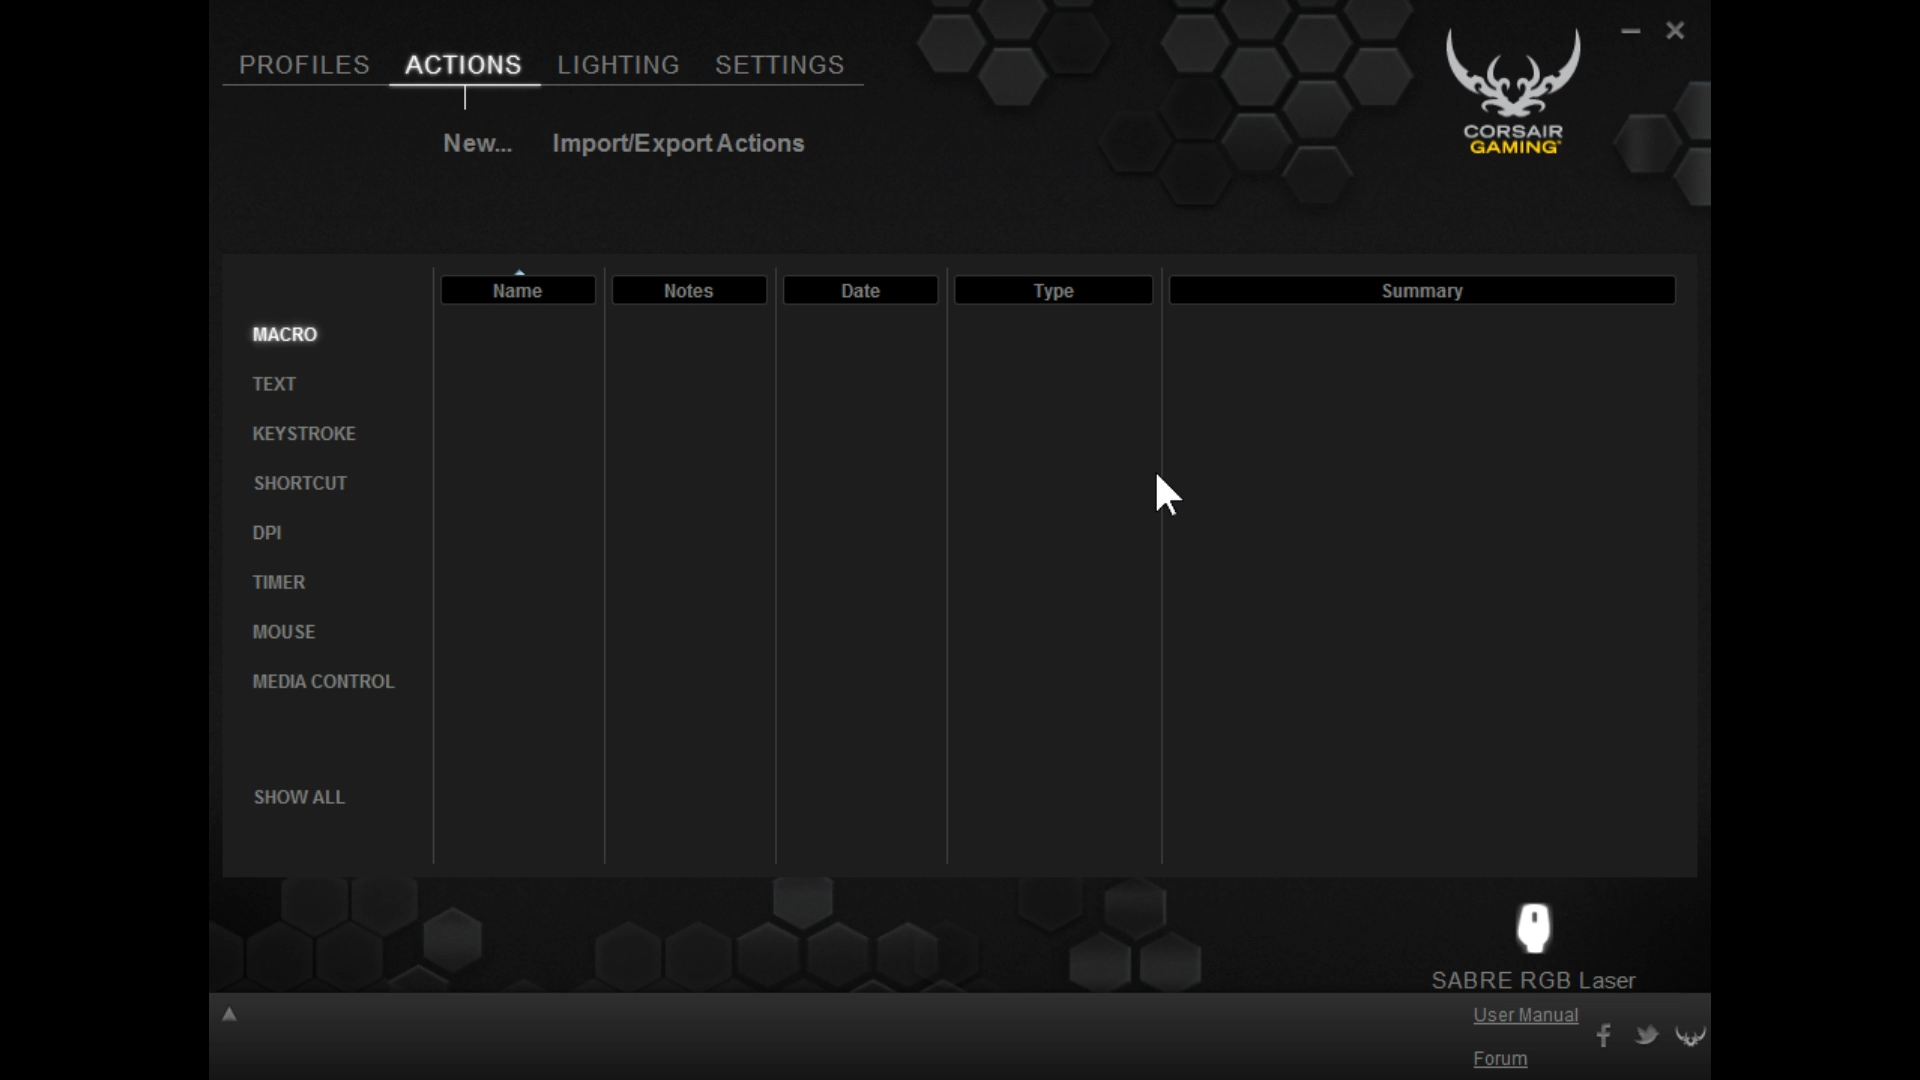 PROFILES ACTIONS LIGHTING SETTINGS
New... Import/Export Actions
CORSAIR
GAMING
Name Notes Date Type Summary
MACRO
TEXT
KEYSTROKE
SHORTCUT
DPI
TIMER
MOUSE
MEDIA CONTROL
SHOW ALL
SABRE RGB Laser
User Manual
Forum